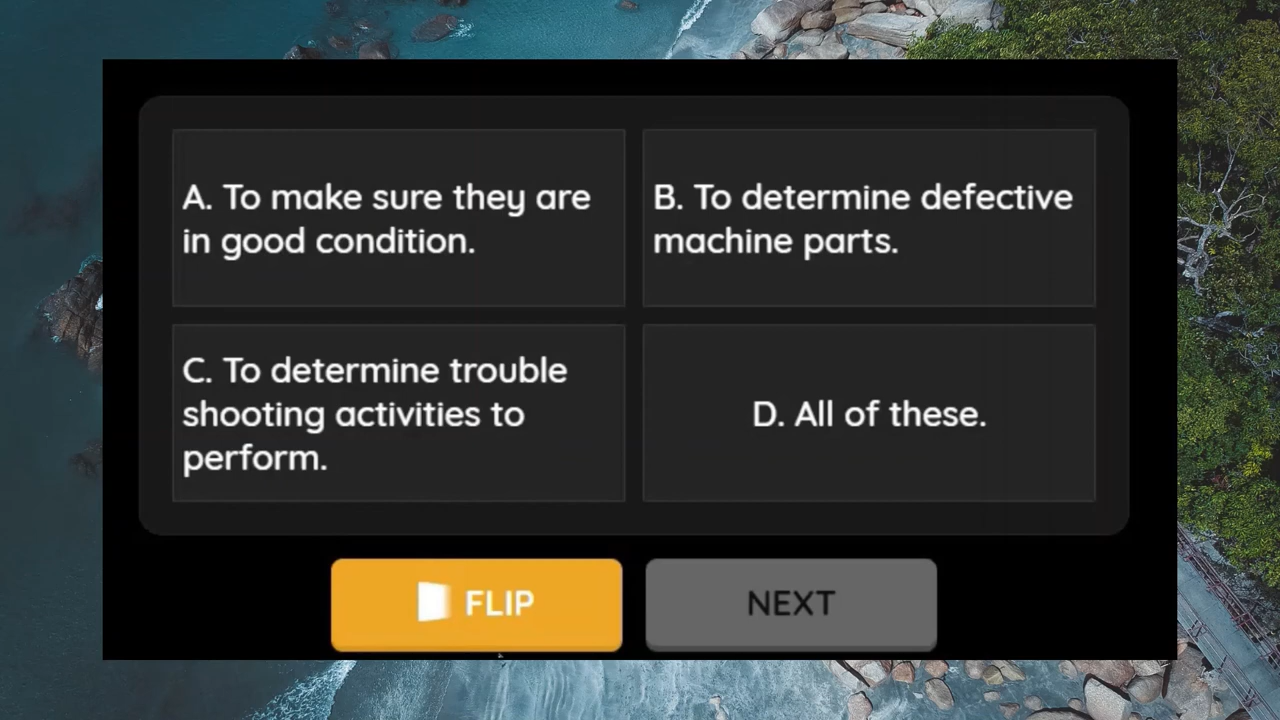 A. To make sure they are
in good condition.
B. To determine defective
machine parts.
C. To determine trouble
shooting activities to
perform.
D. All of these.
FLIP
NEXT